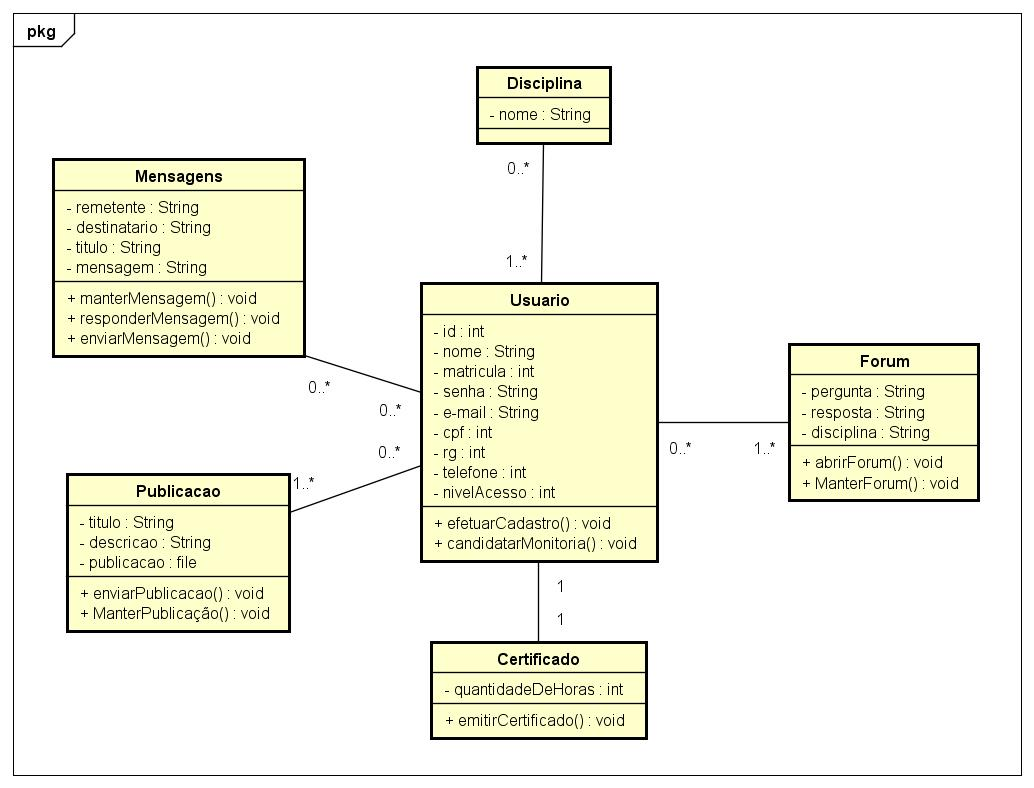 pkg
Disciplina
- nome : String
0..*
1..*
Mensagens
- remetente : String
- destinatario : String
- titulo : String
- mensagem : String
+ manterMensagem() : void
+ responderMensagem() : void
+ enviarMensagem() : void
0..*
0..*
Usuario
- id : int
- nome : String
- matricula : int
- senha : String
- e-mail : String
- cpf : int
- rg : int
- telefone : int
- nivelAcesso : int
+ efetuarCadastro() : void
+ candidatarMonitoria() : void
0..*
1..*
Forum
- pergunta : String
- resposta : String
- disciplina : String
+ abrirForum() : void
+ ManterForum() : void
0..*
1..*
Publicacao
- titulo : String
- descricao : String
- publicacao : file
+ enviarPublicacao() : void
+ ManterPublicação() : void
1
1
Certificado
- quantidadeDeHoras : int
+ emitirCertificado() : void